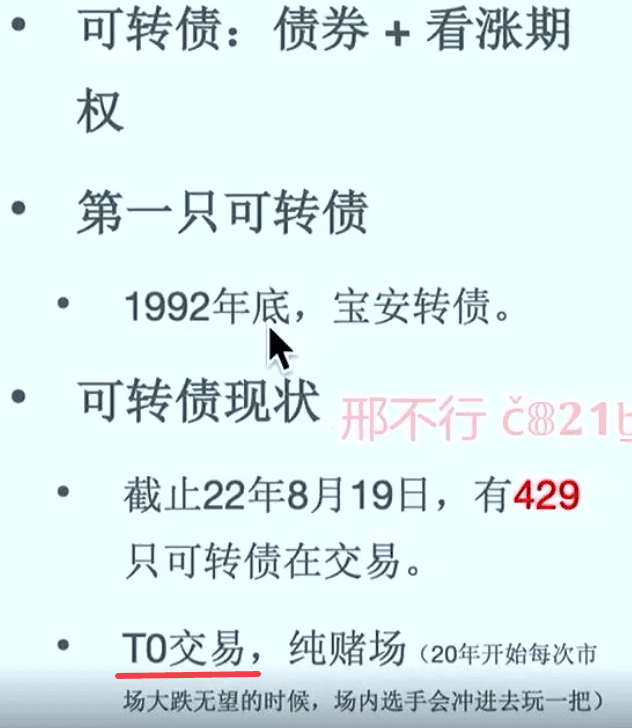 • 可转债：债券 + 看涨期
权
• 第一只可转债
• 1992年底，宝安转债。
• 可转债现状
邢不行
• 截止22年8月19日，有429
只可转债在交易。
• T0交易，纯赌场（20年开始每次市
场大跌无望的时候，场内选手会冲进去玩一把）